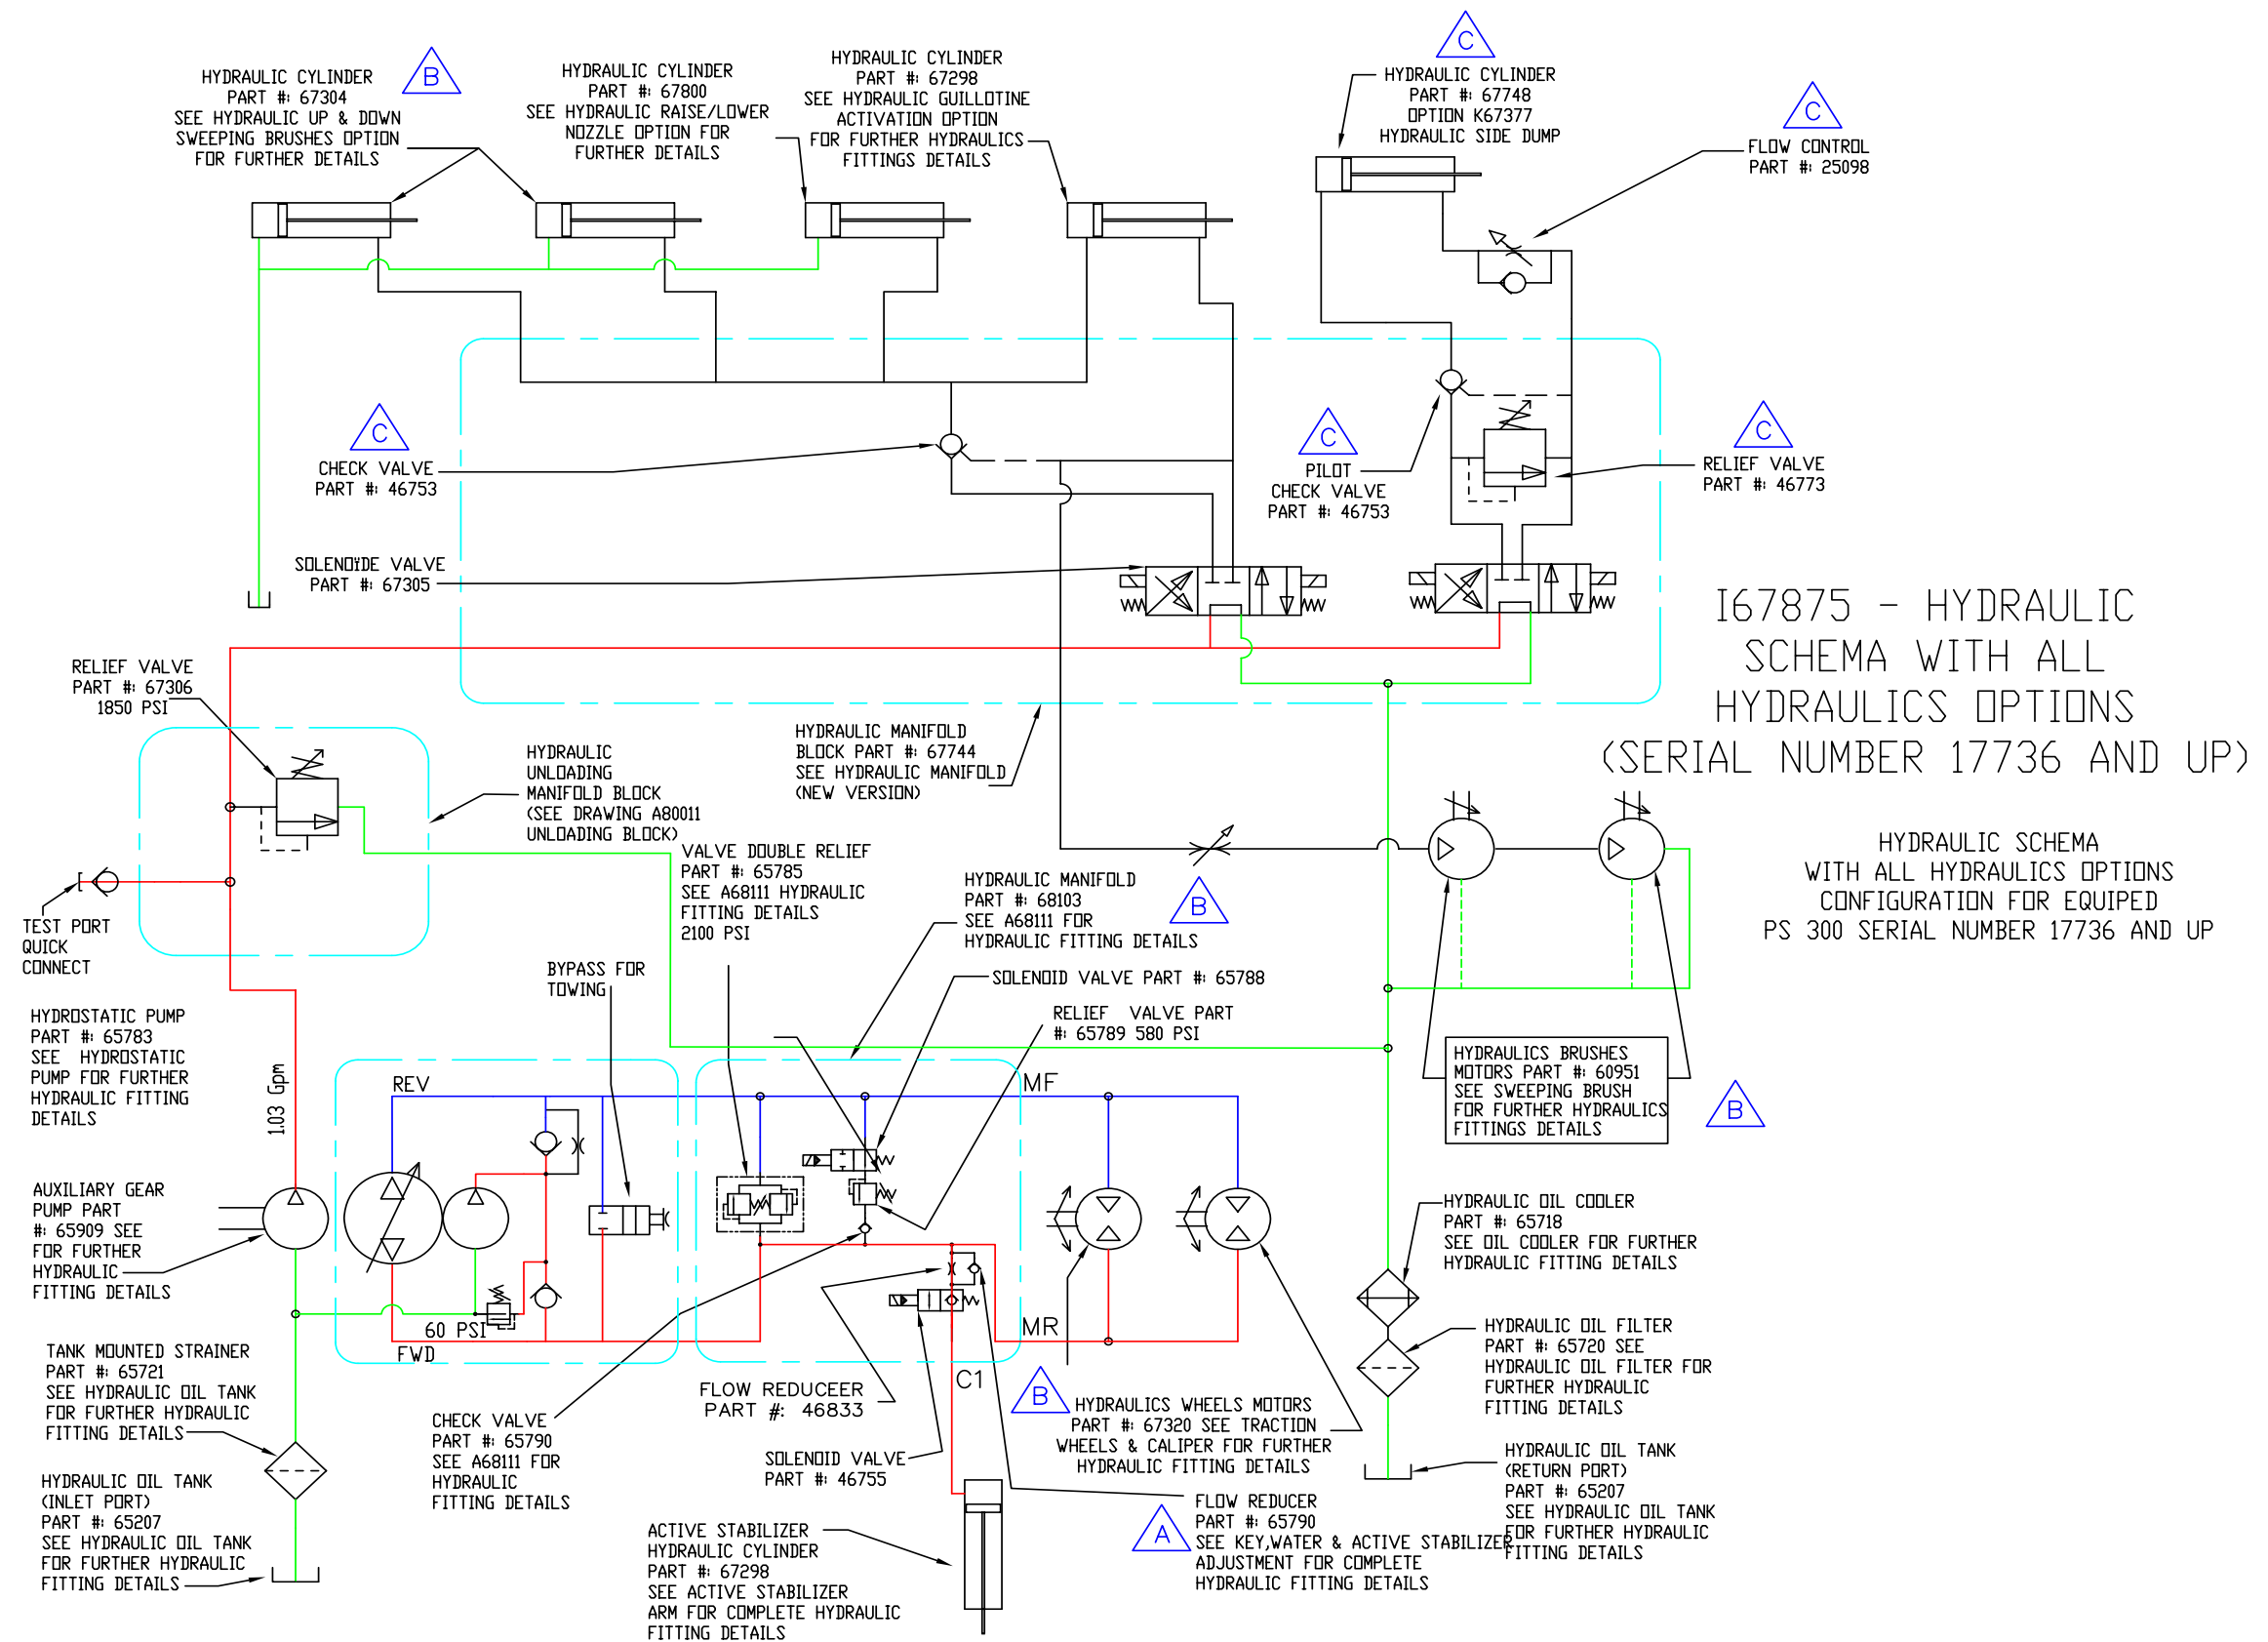 HYDRAULIC CYLINDER
PART #: 67304
SEE HYDRAULIC UP & DOWN
SWEEPING BRUSHES OPTION
FOR FURTHER DETAILS
B
HYDRAULIC CYLINDER
PART #: 67800
SEE HYDRAULIC RAISE/LOWER
NOZZLE OPTION FOR
FURTHER DETAILS
HYDRAULIC CYLINDER
PART #: 67298
SEE HYDRAULIC GUILLOTINE
ACTIVATION OPTION
FOR FURTHER HYDRAULICS
FITTINGS DETAILS
C
HYDRAULIC CYLINDER
PART #: 67748
OPTION K67377
HYDRAULIC SIDE DUMP
C
FLOW CONTROL
PART #: 25098
C
CHECK VALVE
PART #: 46753
C
PILOT
CHECK VALVE
PART #: 46753
C
RELIEF VALVE
PART #: 46773
SOLENOÏDE VALVE
PART #: 67305
I67875 - HYDRAULIC
SCHEMA WITH ALL
HYDRAULICS OPTIONS
(SERIAL NUMBER 17736 AND UP)
RELIEF VALVE
PART #: 67306
1850 PSI
HYDRAULIC
UNLOADING
MANIFOLD BLOCK
(SEE DRAWING A80011
UNLOADING BLOCK)
HYDRAULIC MANIFOLD
BLOCK PART #: 67744
SEE HYDRAULIC MANIFOLD
(NEW VERSION)
HYDRAULIC SCHEMA
WITH ALL HYDRAULICS OPTIONS
CONFIGURATION FOR EQUIPED
PS 300 SERIAL NUMBER 17736 AND UP
VALVE DOUBLE RELIEF
PART #: 65785
SEE A68111 HYDRAULIC
FITTING DETAILS
2100 PSI
HYDRAULIC MANIFOLD
PART #: 68103
SEE A68111 FOR
HYDRAULIC FITTING DETAILS
B
TEST PORT
QUICK
CONNECT
BYPASS FOR
TOWING
SOLENOID VALVE PART #: 65788
RELIEF VALVE PART
#: 65789 580 PSI
HYDROSTATIC PUMP
PART #: 65783
SEE HYDROSTATIC
PUMP FOR FURTHER
HYDRAULIC FITTING
DETAILS
1.03 Gpm
REV
MF
HYDRAULICS BRUSHES
MOTORS PART #: 60951
SEE SWEEPING BRUSH
FOR FURTHER HYDRAULICS
FITTINGS DETAILS
B
AUXILIARY GEAR
PUMP PART
#: 65909 SEE
FOR FURTHER
HYDRAULIC
FITTING DETAILS
HYDRAULIC OIL COOLER
PART #: 65718
SEE OIL COOLER FOR FURTHER
HYDRAULIC FITTING DETAILS
60 PSI
FWD
MR
C1
TANK MOUNTED STRAINER
PART #: 65721
SEE HYDRAULIC OIL TANK
FOR FURTHER HYDRAULIC
FITTING DETAILS
HYDRAULIC OIL FILTER
PART #: 65720 SEE
HYDRAULIC OIL FILTER FOR
FURTHER HYDRAULIC
FITTING DETAILS
FLOW REDUCEER
PART #: 46833
B
HYDRAULICS WHEELS MOTORS
PART #: 67320 SEE TRACTION
WHEELS & CALIPER FOR FURTHER
HYDRAULIC FITTING DETAILS
CHECK VALVE
PART #: 65790
SEE A68111 FOR
HYDRAULIC
FITTING DETAILS
SOLENOID VALVE
PART #: 46755
HYDRAULIC OIL TANK
(RETURN PORT)
PART #: 65207
SEE HYDRAULIC OIL TANK
FOR FURTHER HYDRAULIC
FITTING DETAILS
HYDRAULIC OIL TANK
(INLET PORT)
PART #: 65207
SEE HYDRAULIC OIL TANK
FOR FURTHER HYDRAULIC
FITTING DETAILS
A
FLOW REDUCER
PART #: 65790
SEE KEY,WATER & ACTIVE STABILIZER
ADJUSTMENT FOR COMPLETE
HYDRAULIC FITTING DETAILS
ACTIVE STABILIZER
HYDRAULIC CYLINDER
PART #: 67298
SEE ACTIVE STABILIZER
ARM FOR COMPLETE HYDRAULIC
FITTING DETAILS